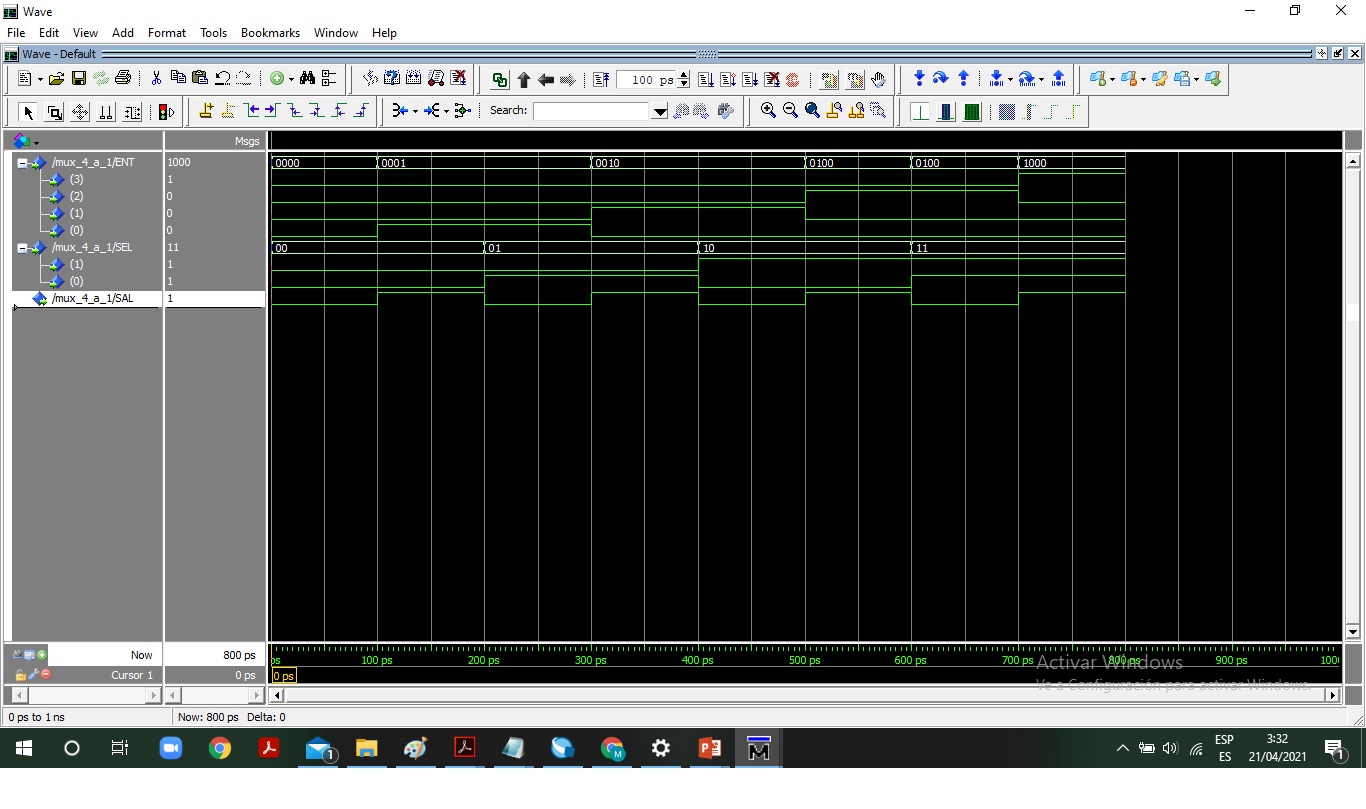 Wave
File Edit View Add Format Tools Bookmarks Window Help
Wave - Default
100 ps
Search:
Msgs
/mux_4_a_1/ENT 1000 0000 0001 0010 0100 0100 1000
(3) 1
(2) 0
(1) 0
(0) 0
/mux_4_a_1/SEL 11 00 01 10 11
(1) 1
(0) 1
/mux_4_a_1/SAL 1
Now 800 ps ps 100 ps 200 ps 300 ps 400 ps 500 ps 600 ps 700 ps 800 ps 900 ps 1000
Cursor 1 0 ps 0 ps
Activar Windows
Ve a Configuración para activar Windows.
0 ps to 1 ns Now: 800 ps Delta: 0
1 M ESP 3:32
ES 21/04/2021 1